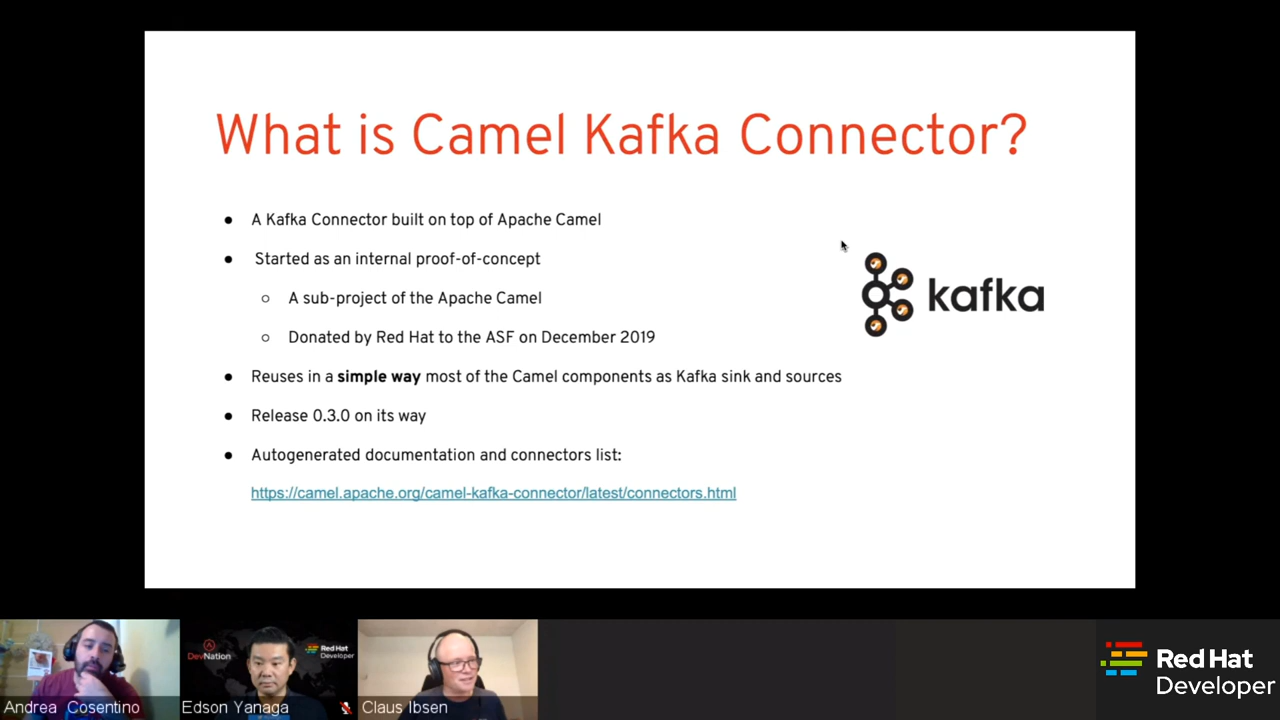 What is Camel Kafka Connector?
● A Kafka Connector built on top of Apache Camel
● Started as an internal proof-of-concept
○ A sub-project of the Apache Camel
○ Donated by Red Hat to the ASF on December 2019
● Reuses in a simple way most of the Camel components as Kafka sink and sources
● Release 0.3.0 on its way
● Autogenerated documentation and connectors list:
https://camel.apache.org/camel-kafka-connector/latest/connectors.html
kafka
DevNation
Red Hat
Developer
Andrea Cosentino
Edson Yanaga
Claus Ibsen
Red Hat
Developer